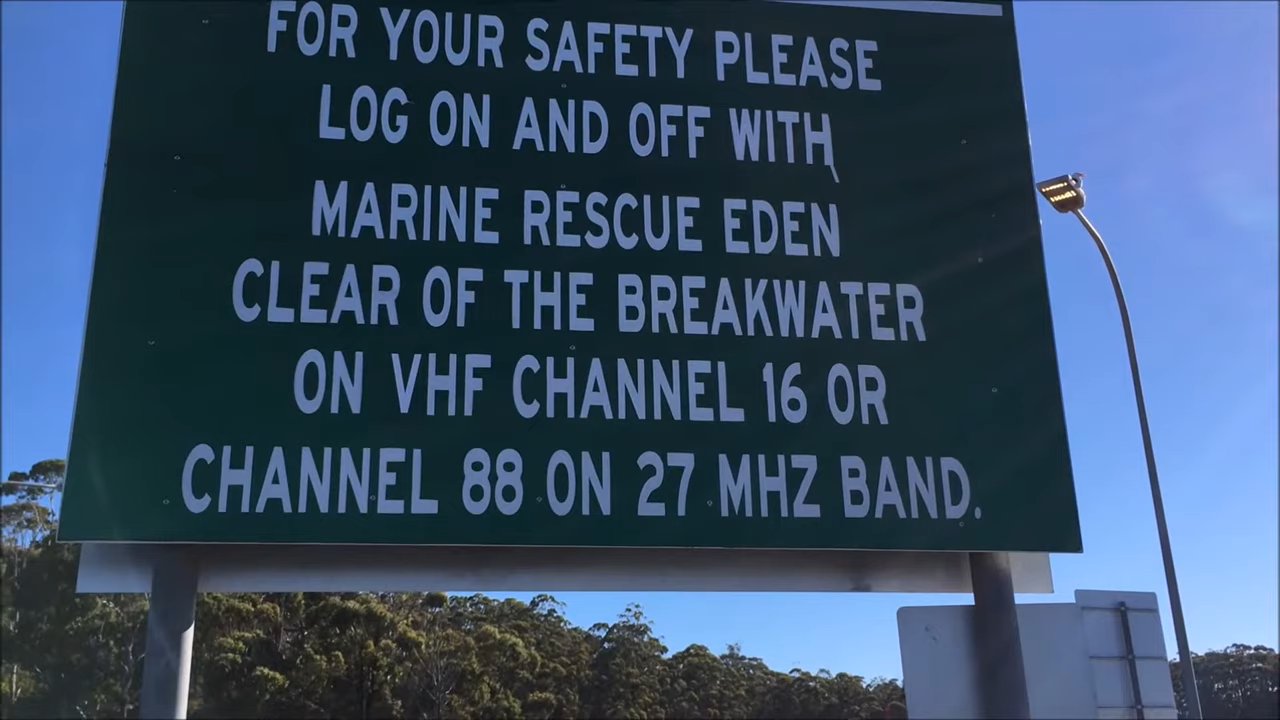 FOR YOUR SAFETY PLEASE
LOG ON AND OFF WITH
MARINE RESCUE EDEN
CLEAR OF THE BREAKWATER
ON VHF CHANNEL 16 OR
CHANNEL 88 ON 27 MHZ BAND.